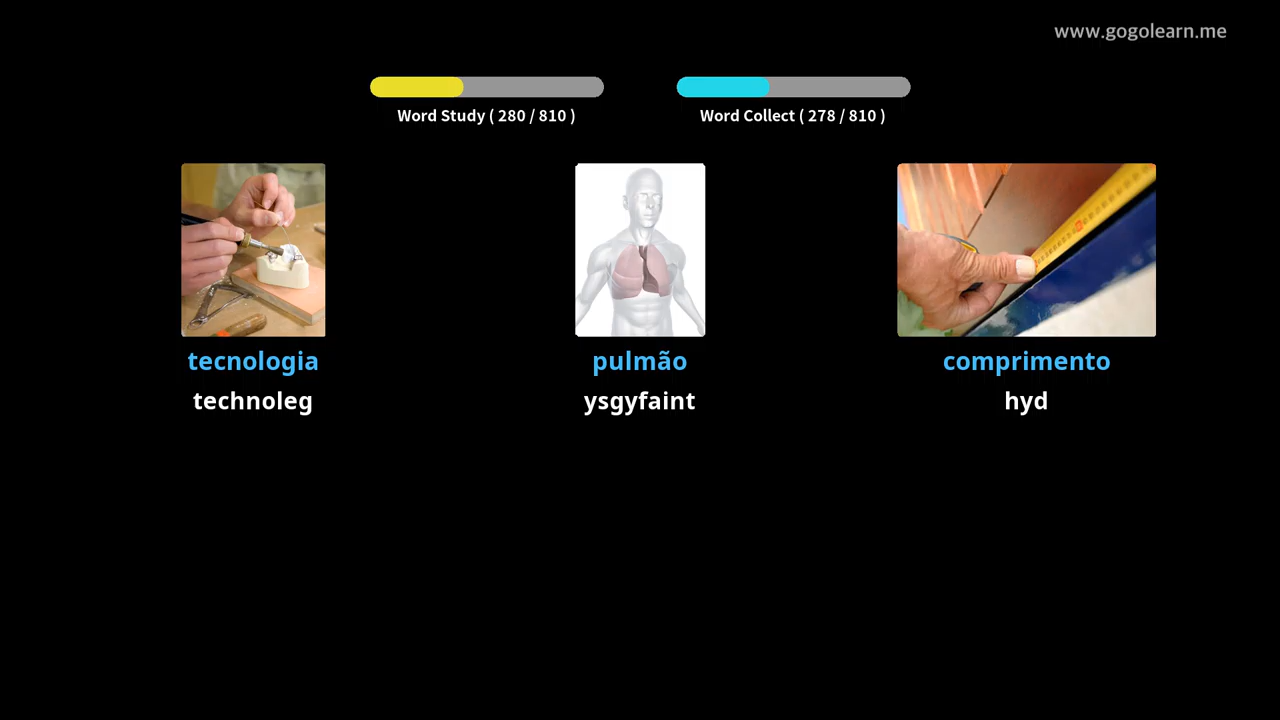 www.gogolearn.me
Word Study ( 280 / 810 )
Word Collect ( 278 / 810 )
tecnologia
technoleg
pulmão
ysgyfaint
comprimento
hyd